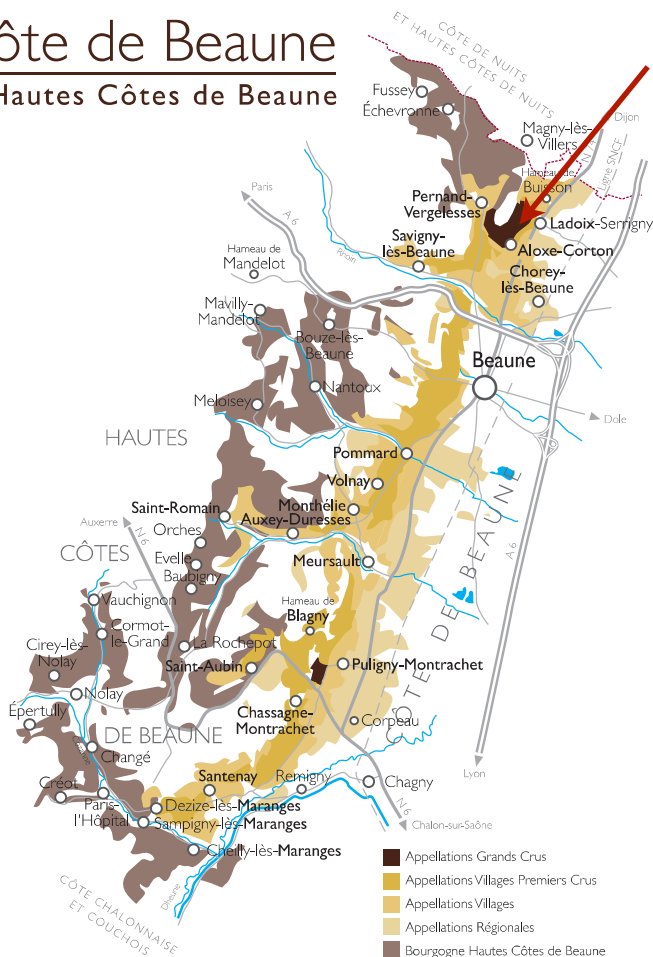 ôte de Beaune
Hautes Côtes de Beaune
CÔTE DE NUITS
ET HAUTES CÔTES DE NUITS
Fussey
Échevronne
Magny-lès-
Villers
Dijon
N 74
Ligne SNCF
Hameau de
Buisson
Paris
A 6
Pernand-
Vergelesses
Ladoix-Serrigny
Savigny-
lès-Beaune
Aloxe-Corton
Rhoin
Hameau de
Mandelot
Chorey-
lès-Beaune
Mavilly-
Mandelot
Bouze-lès-
Beaune
Beaune
Nantoux
Meloisey
Dole
HAUTES
Pommard
Volnay
Saint-Romain
Monthélie
Auxey-Duresses
Auxerre
N6
Orches
CÔTES
Evelle
Baubigny
Meursault
A 6
Vauchignon
Hameau de
Blagny
Cormot-
le-Grand
CÔTE DE BEAUNE
Cirey-lès-
Nolay
La Rochepot
Saint-Aubin
Puligny-Montrachet
Nolay
Épertully
Chassagne-
Montrachet
Corpeau
DE BEAUNE
Changé
Lyon
Santenay
Remigny
Chagny
Créot
Paris-
l'Hôpital
Dezize-lès-Maranges
N6
Sampigny-lès-Maranges
Chalon-sur-Saône
Cheilly-lès-Maranges
Dheune
CÔTE CHALONNAISE
ET COUCHOIS
Appellations Grands Crus
Appellations Villages Premiers Crus
Appellations Villages
Appellations Régionales
Bourgogne Hautes Côtes de Beaune